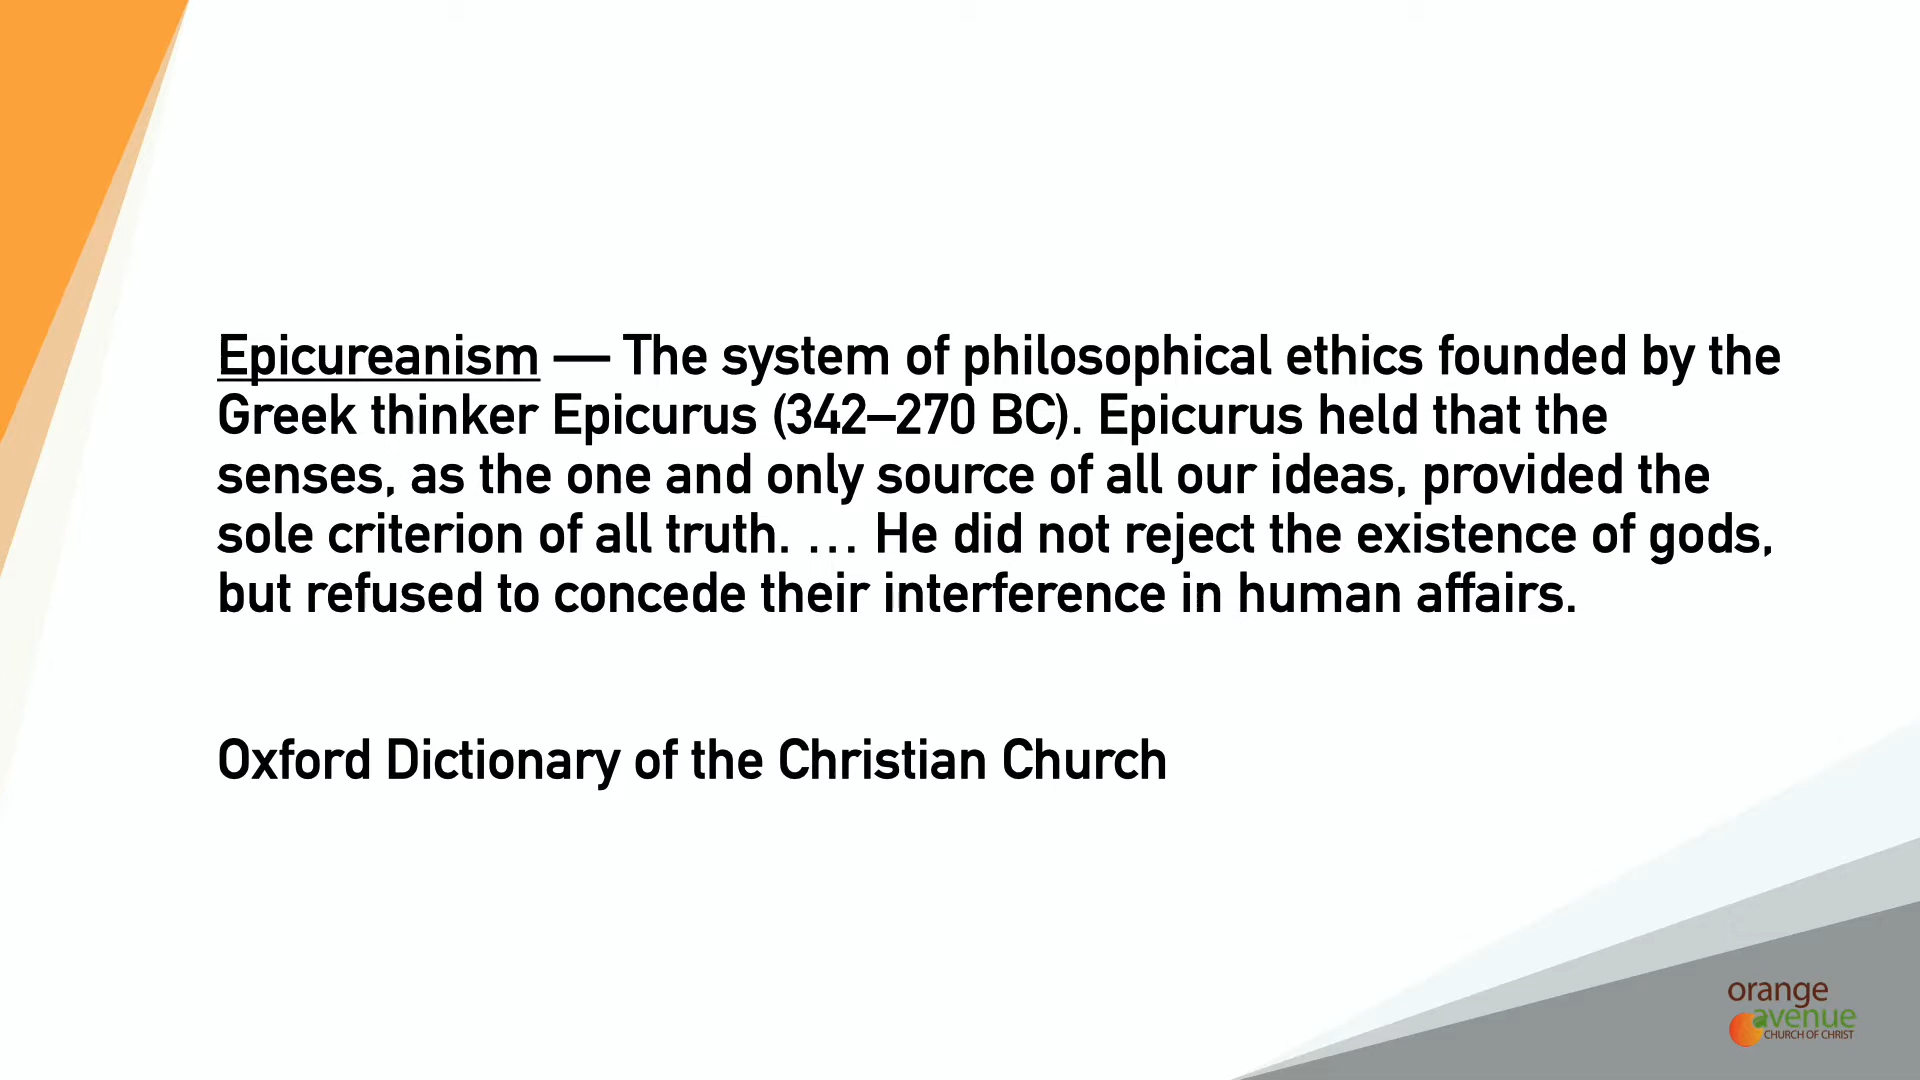 Epicureanism — The system of philosophical ethics founded by the
Greek thinker Epicurus (342–270 BC). Epicurus held that the
senses, as the one and only source of all our ideas, provided the
sole criterion of all truth. … He did not reject the existence of gods,
but refused to concede their interference in human affairs.
Oxford Dictionary of the Christian Church
orange
avenue
CHURCH OF CHRIST